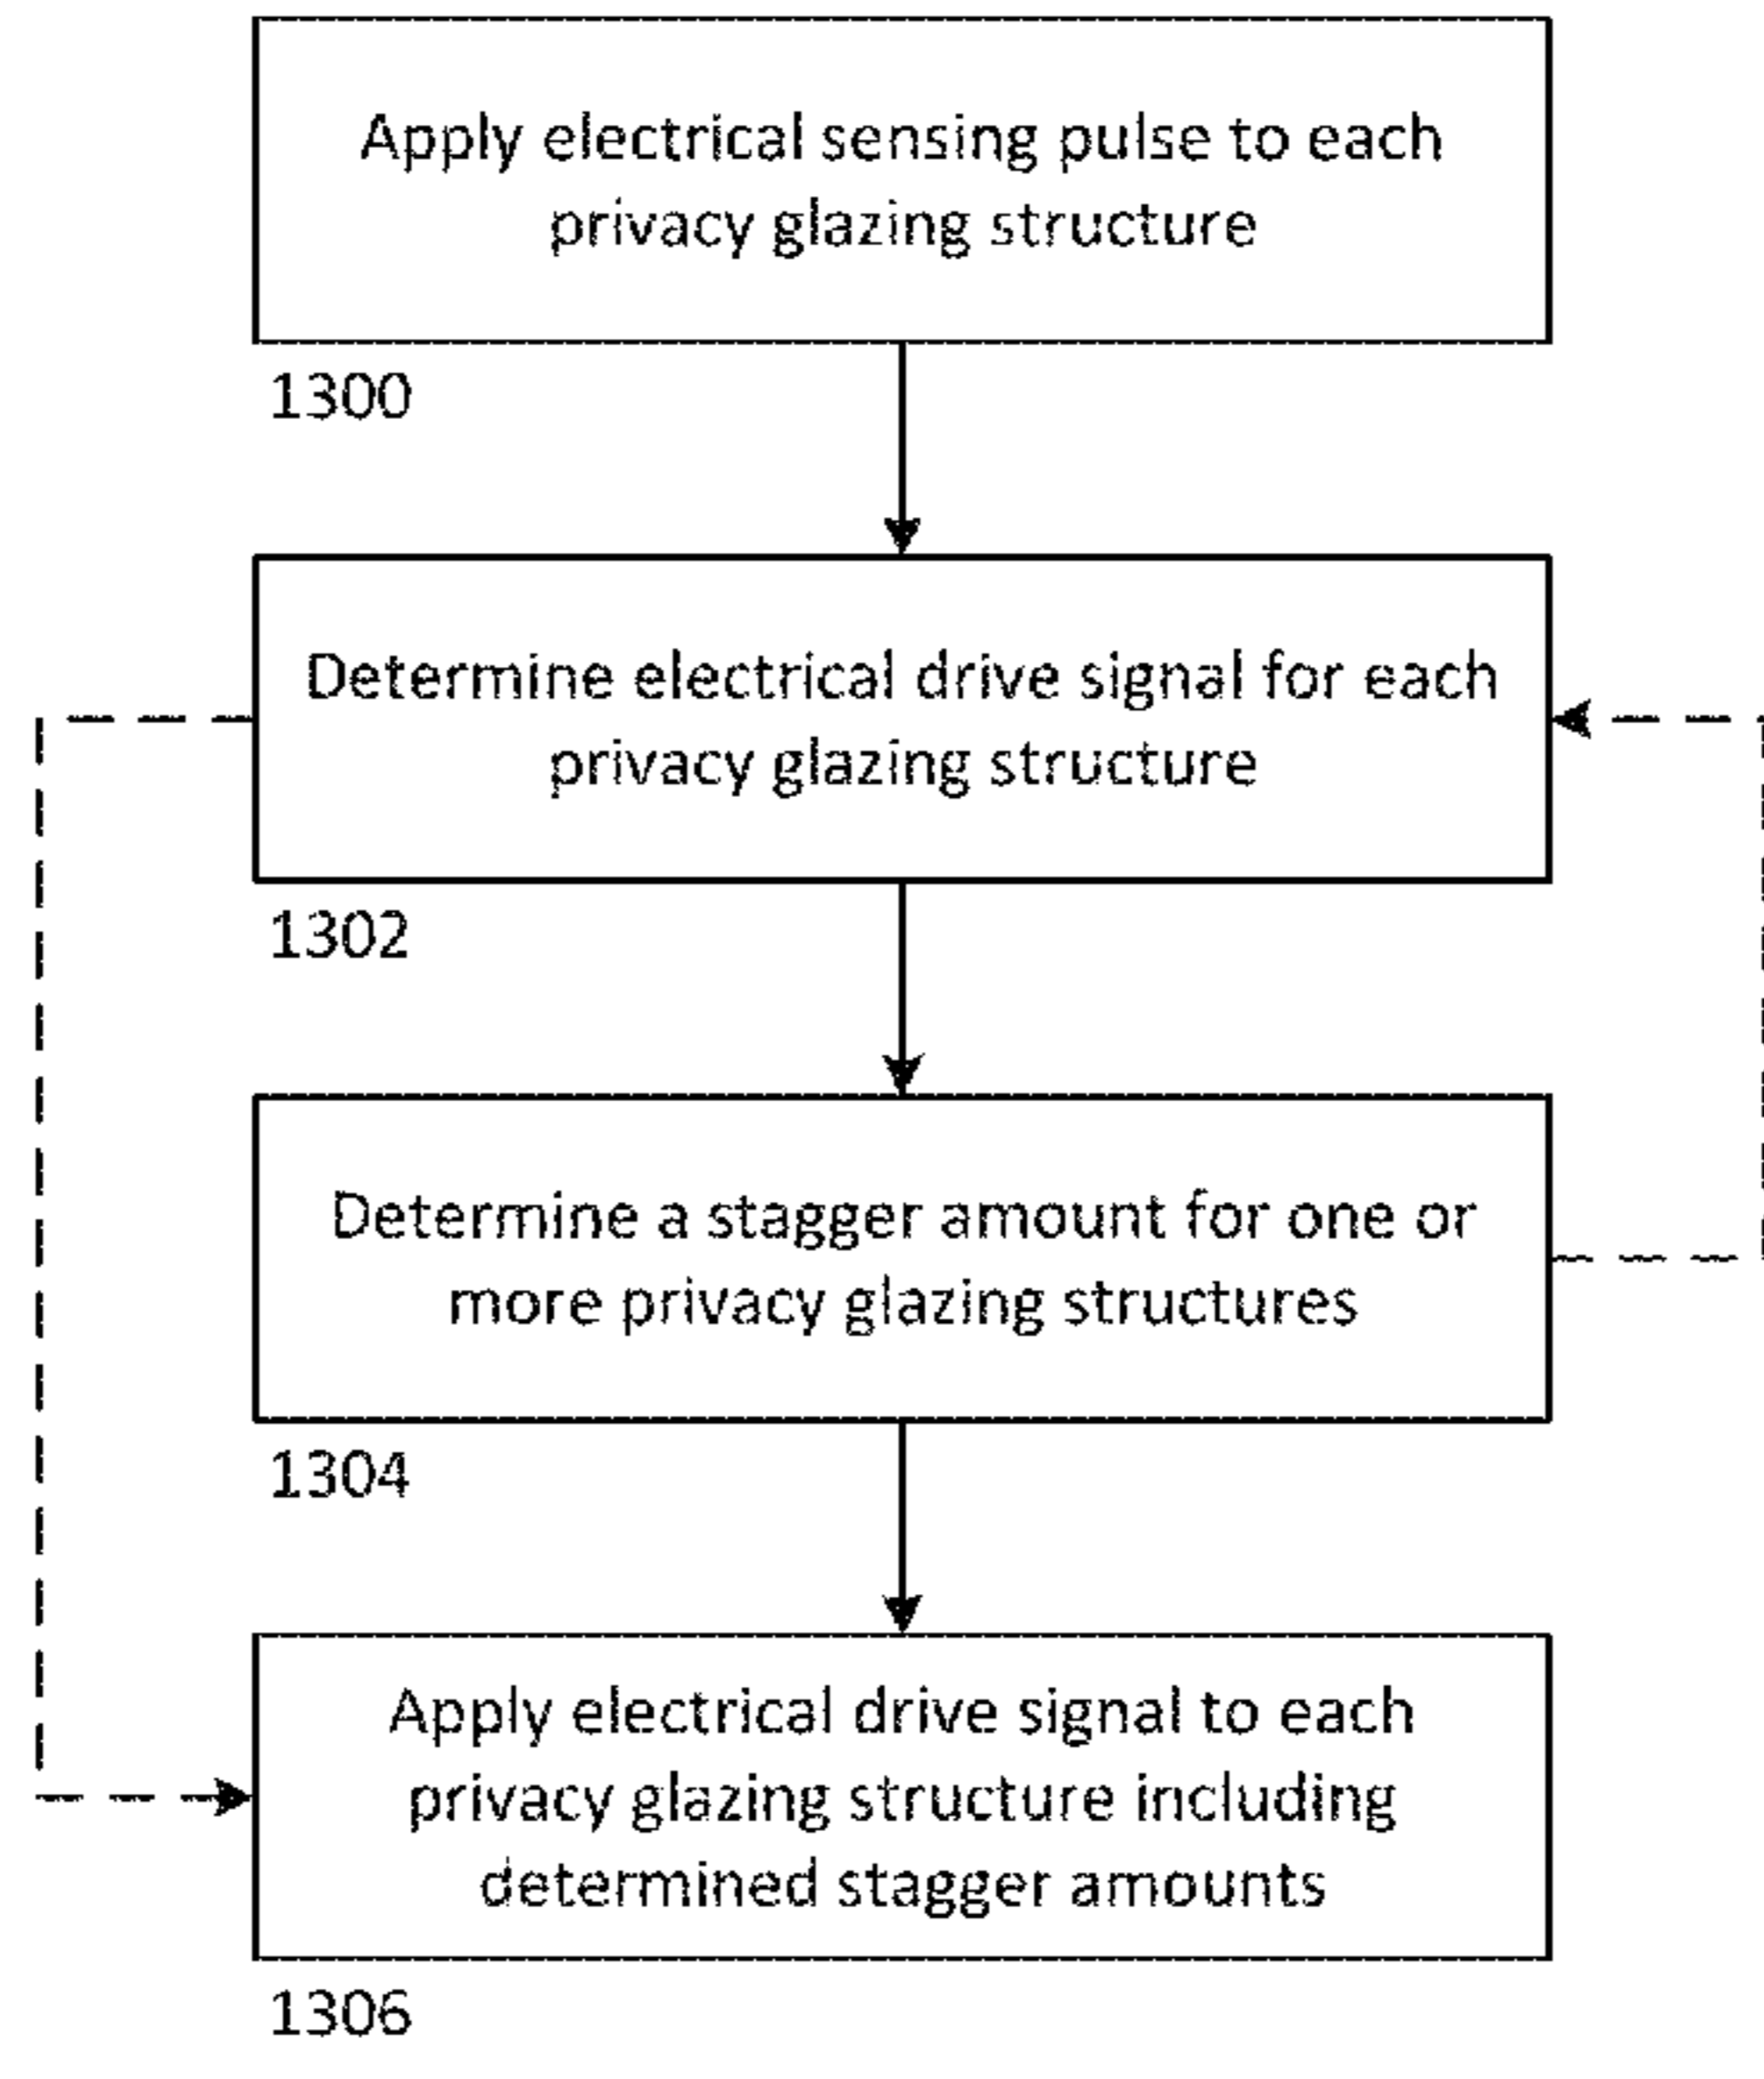 Apply electrical sensing pulse to each
privacy glazing structure
1300
Determine electrical drive signal for each
privacy glazing structure
1302
Determine a stagger amount for one or
more privacy glazing structures
1304
Apply electrical drive signal to each
privacy glazing structure including
determined stagger amounts
1306